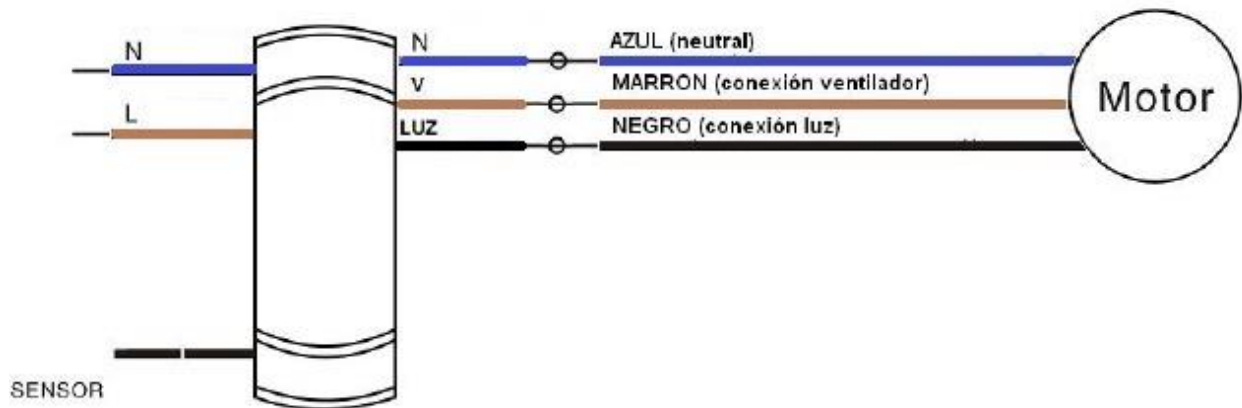 N
L
SENSOR
N
V
LUZ
AZUL (neutral)
MARRON (conexión ventilador)
NEGRO (conexión luz)
Motor